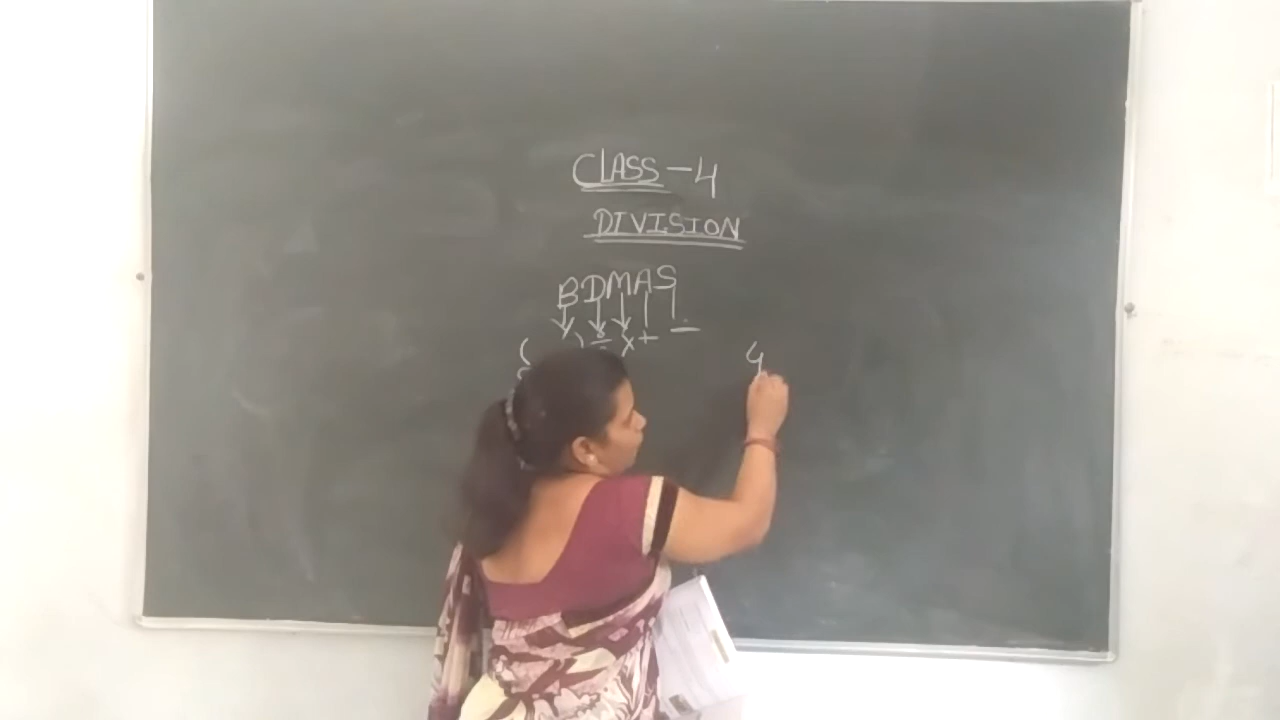 CLASS - 4
DIVISION
BDMAS
( ) ÷ × + −
4